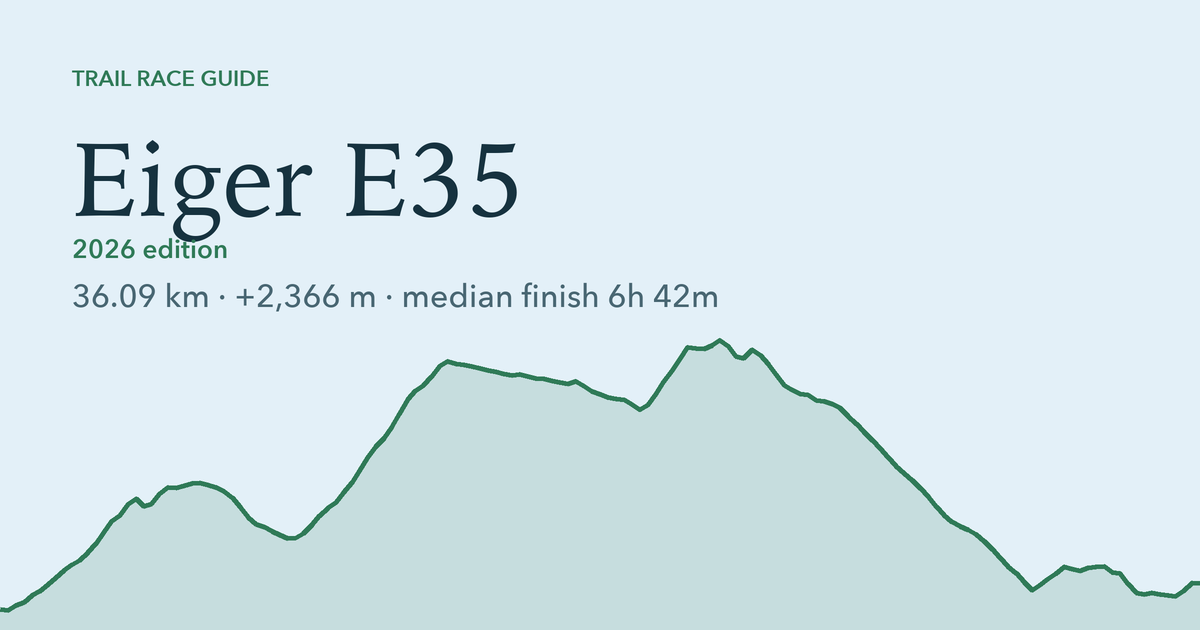 TRAIL RACE GUIDE
Eiger E35
2026 edition
36.09 km · +2,366 m · median finish 6h 42m